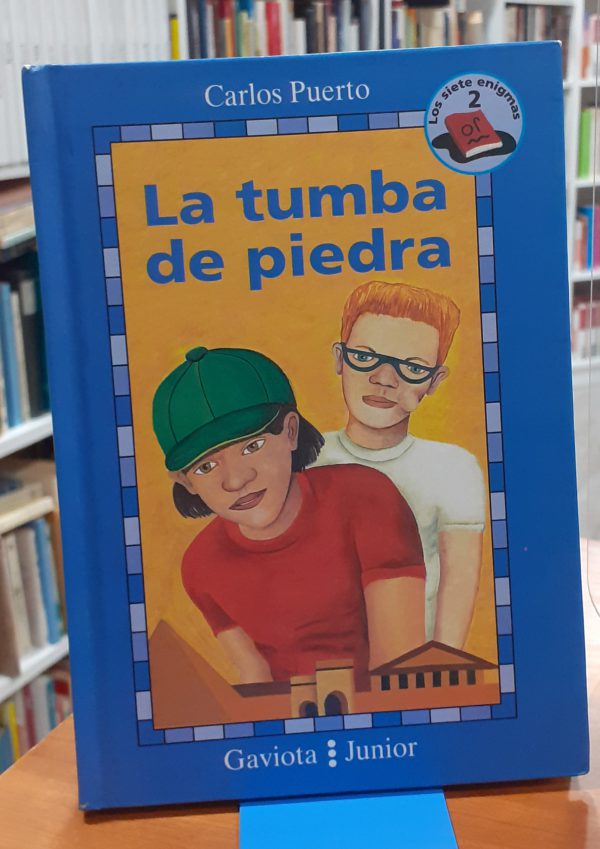 Carlos Puerto
Los siete enigmas
2
La tumba
de piedra
Gaviota Junior